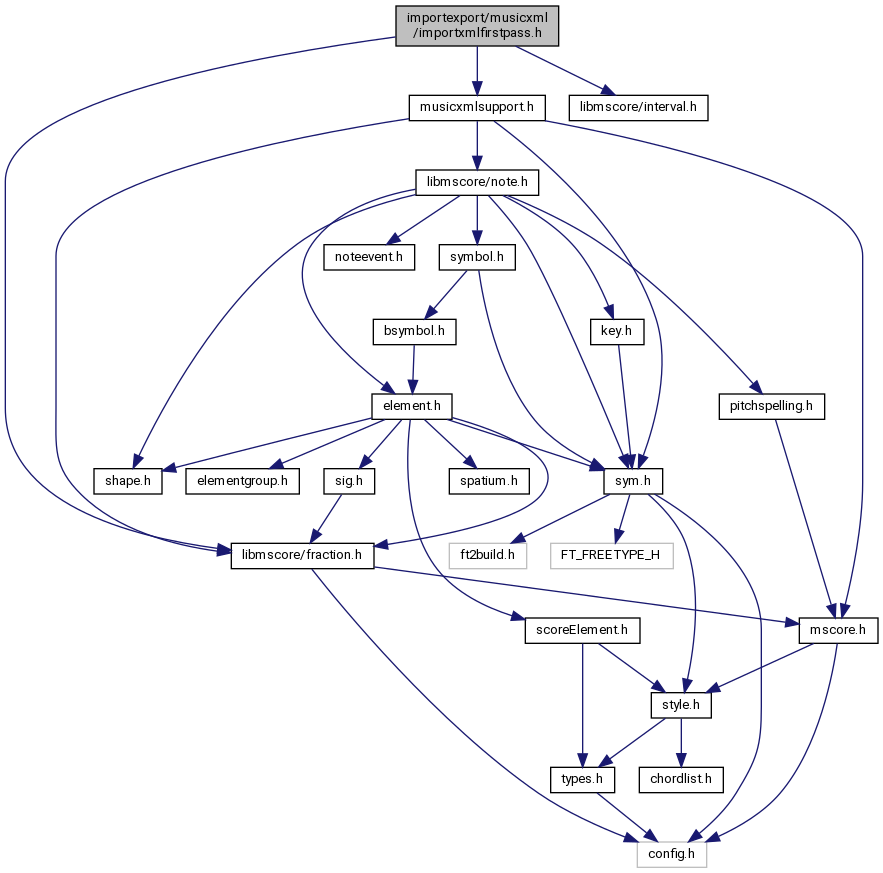 importexport/musicxml
/importxmlfirstpass.h
musicxmlsupport.h
libmscore/interval.h
libmscore/note.h
noteevent.h
symbol.h
bsymbol.h
key.h
element.h
pitchspelling.h
shape.h
elementgroup.h
sig.h
spatium.h
sym.h
libmscore/fraction.h
ft2build.h
FT_FREETYPE_H
scoreElement.h
mscore.h
style.h
types.h
chordlist.h
config.h